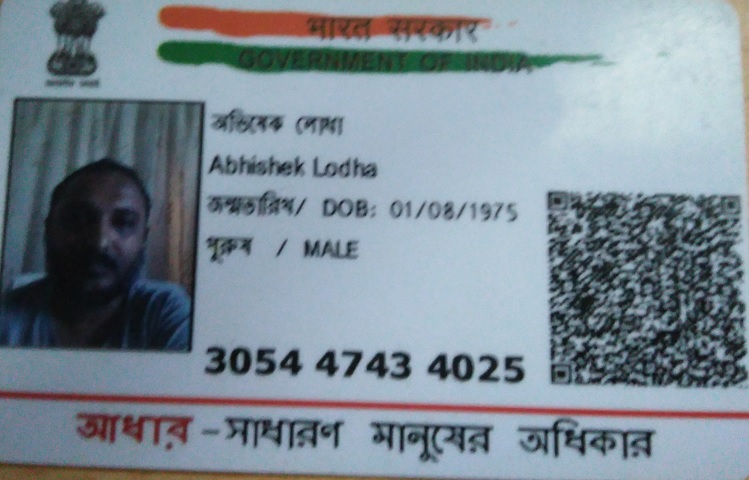 भारत सरकार
GOVERNMENT OF INDIA
অভিষেক লোধা
Abhishek Lodha
জন্মতারিখ/ DOB: 01/08/1975
পুরুষ / MALE
3054 4743 4025
আধার – সাধারণ মানুষের অধিকার